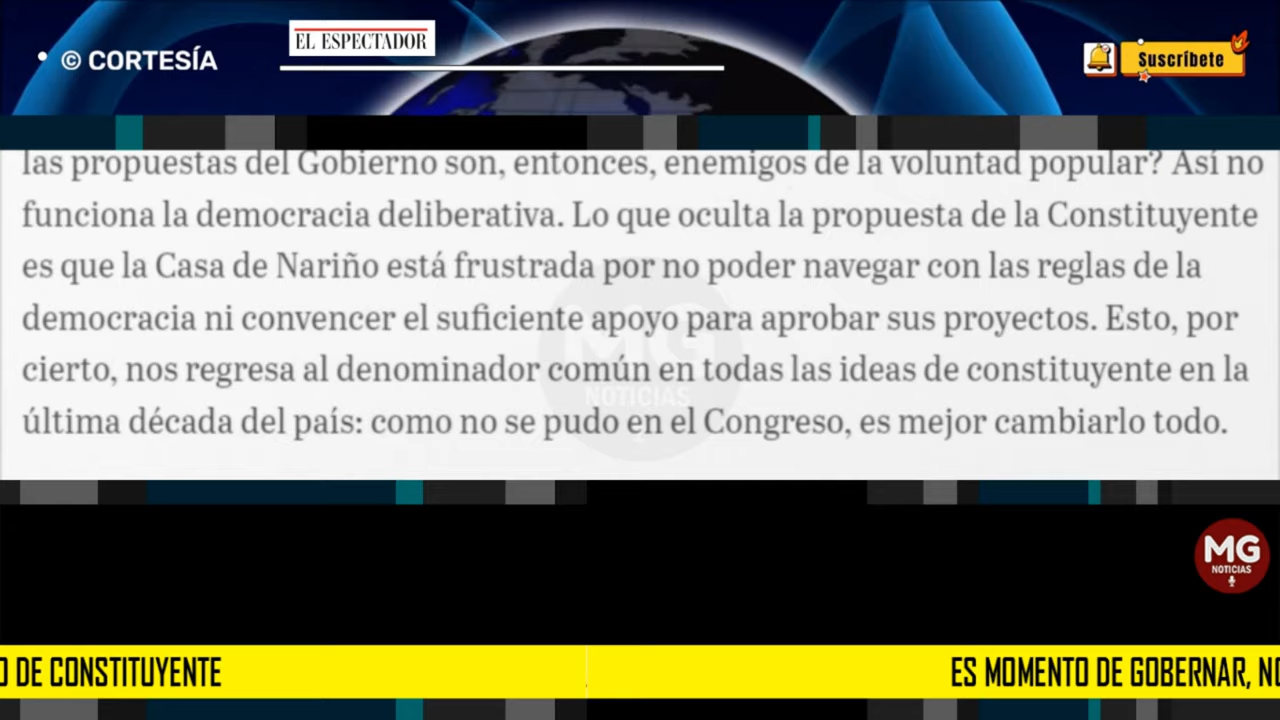 © CORTESÍA
EL ESPECTADOR
Suscríbete
las propuestas del Gobierno son, entonces, enemigos de la voluntad popular? Así no
funciona la democracia deliberativa. Lo que oculta la propuesta de la Constituyente
es que la Casa de Nariño está frustrada por no poder navegar con las reglas de la
democracia ni convencer el suficiente apoyo para aprobar sus proyectos. Esto, por
cierto, nos regresa al denominador común en todas las ideas de constituyente en la
última década del país: como no se pudo en el Congreso, es mejor cambiarlo todo.
MG
NOTICIAS
MG
NOTICIAS
DE CONSTITUYENTE
ES MOMENTO DE GOBERNAR,